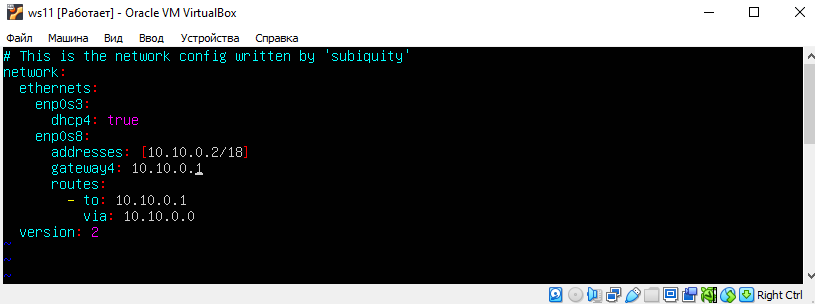 ws11 [Работает] - Oracle VM VirtualBox
Файл Машина Вид Ввод Устройства Справка
# This is the network config written by 'subiquity'
network:
  ethernets:
    enp0s3:
      dhcp4: true
    enp0s8:
      addresses: [10.10.0.2/18]
      gateway4: 10.10.0.1
      routes:
        - to: 10.10.0.1
          via: 10.10.0.0
  version: 2
~
~
~
Right Ctrl